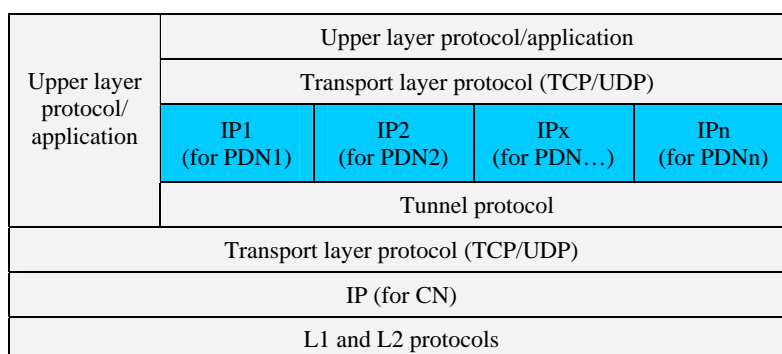 Upper layer
protocol/
application
Upper layer protocol/application
Transport layer protocol (TCP/UDP)
IP1
(for PDN1)
IP2
(for PDN2)
IPx
(for PDN…)
IPn
(for PDNn)
Tunnel protocol
Transport layer protocol (TCP/UDP)
IP (for CN)
L1 and L2 protocols